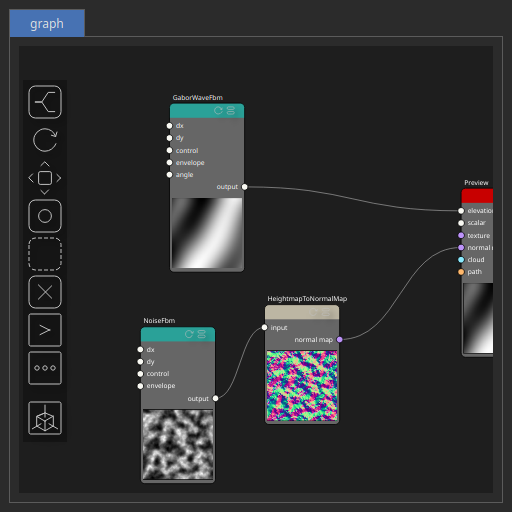 graph
GaborWaveFbm
dx
dy
control
envelope
angle
output
Preview
elevation
scalar
texture
normal
cloud
path
HeightmapToNormalMap
input
normal map
NoiseFbm
dx
dy
control
envelope
output